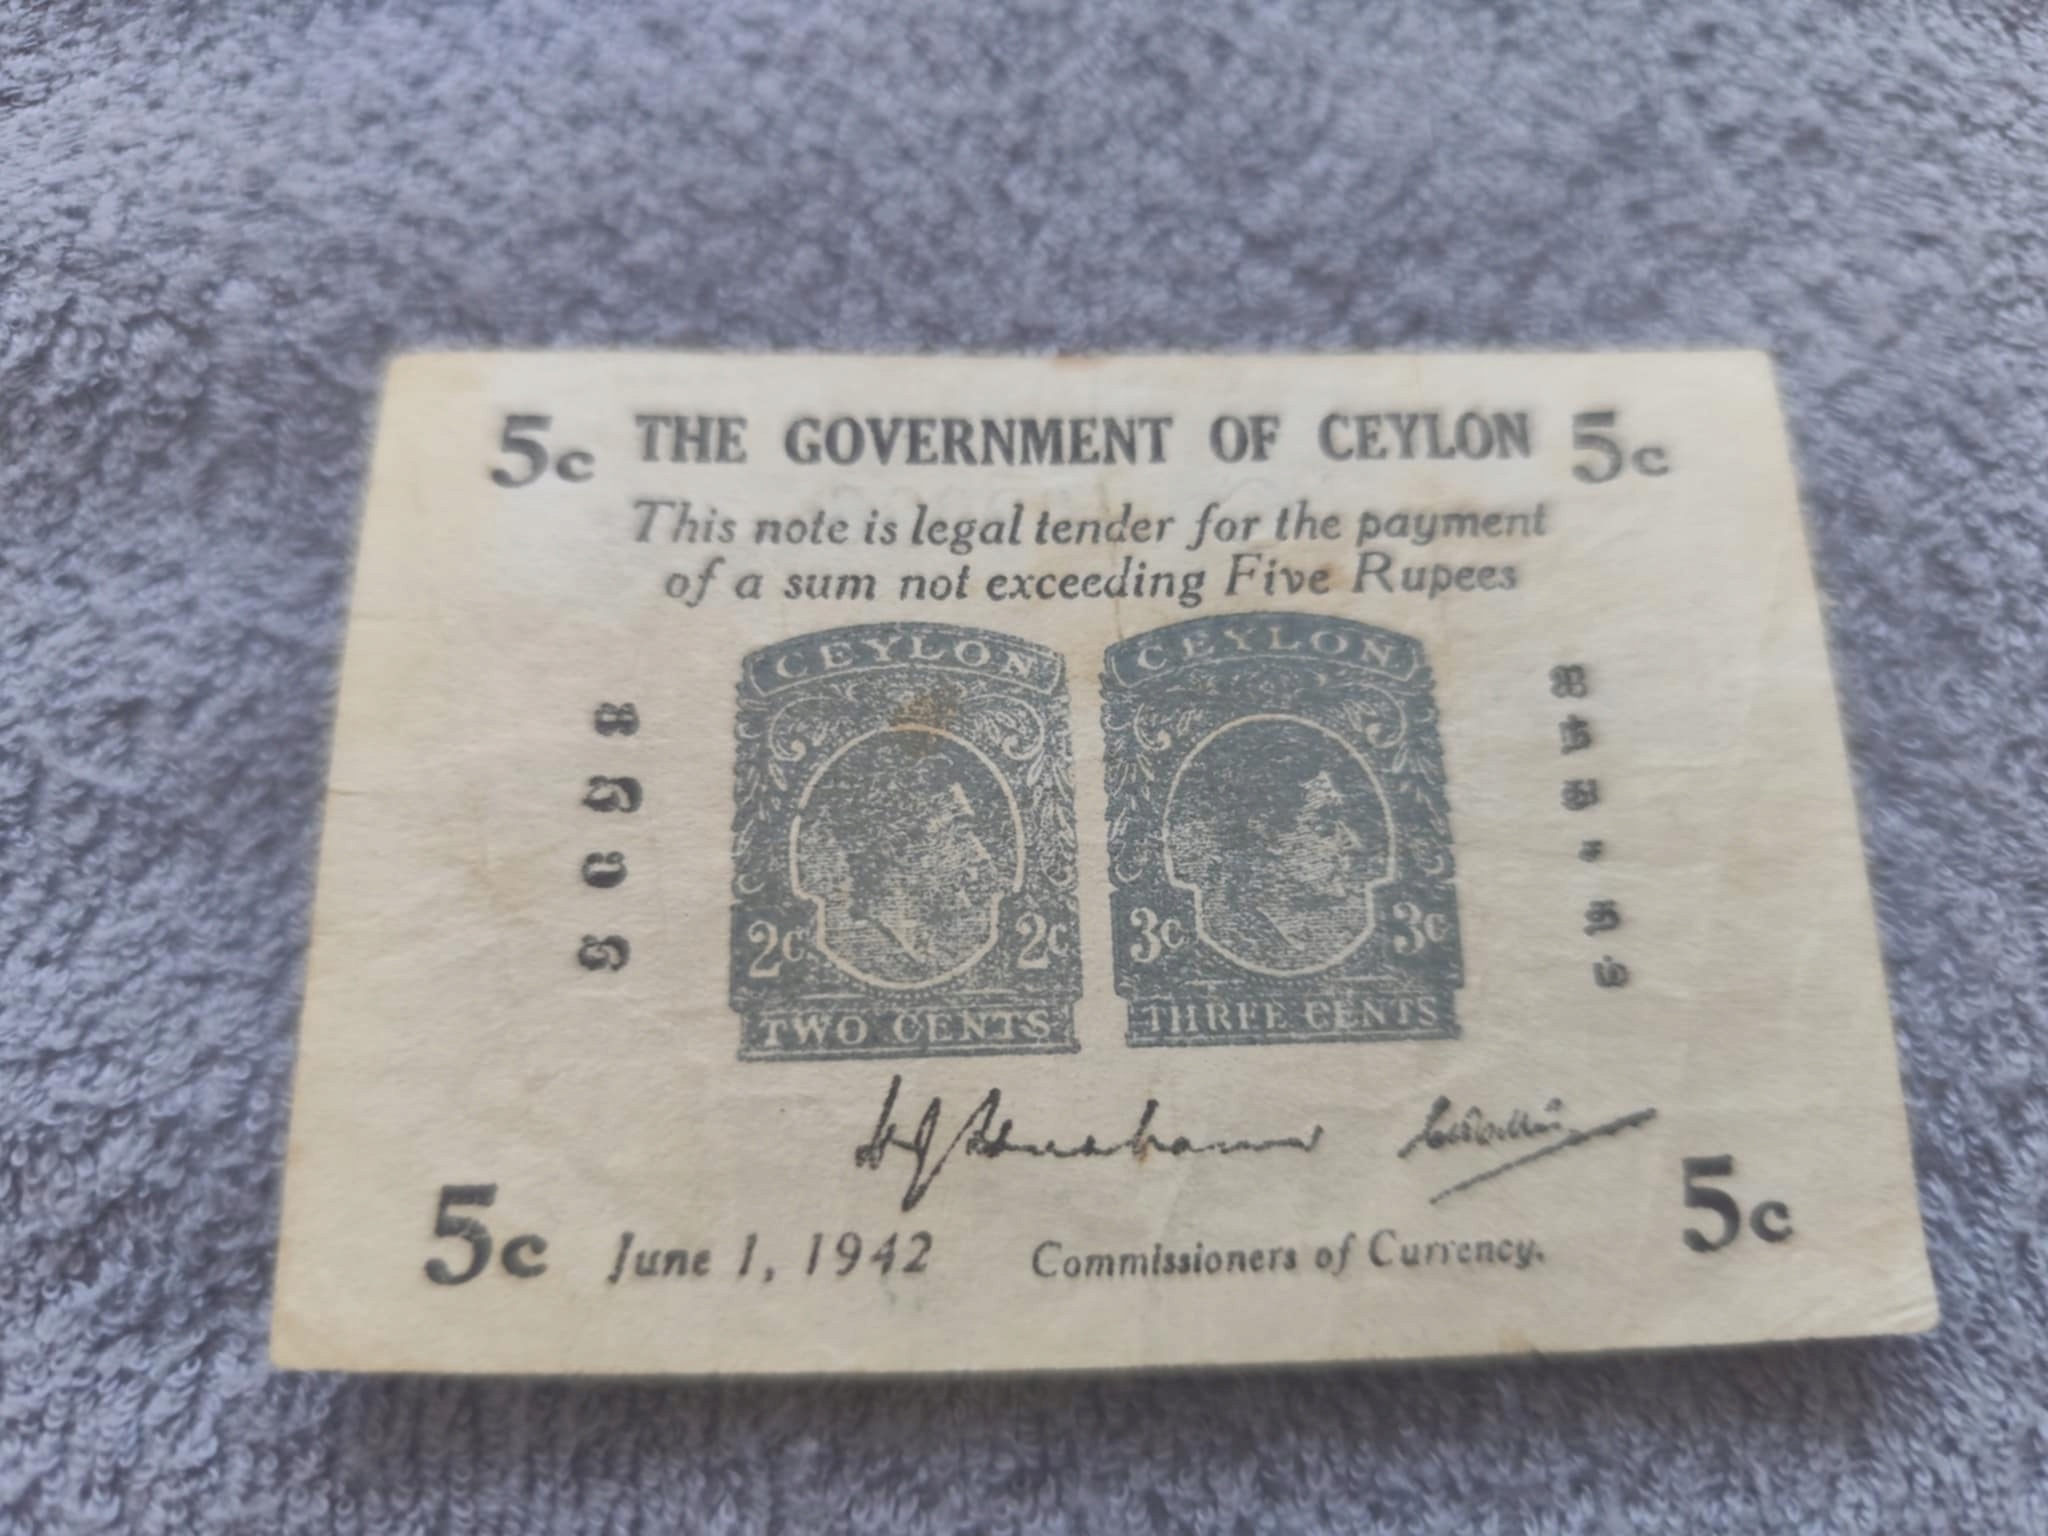 5c THE GOVERNMENT OF CEYLON 5c
This note is legal tender for the payment
of a sum not exceeding Five Rupees
CEYLON
2c 2c
TWO CENTS
CEYLON
3c 3c
THREE CENTS
5c June 1, 1942 Commissioners of Currency. 5c